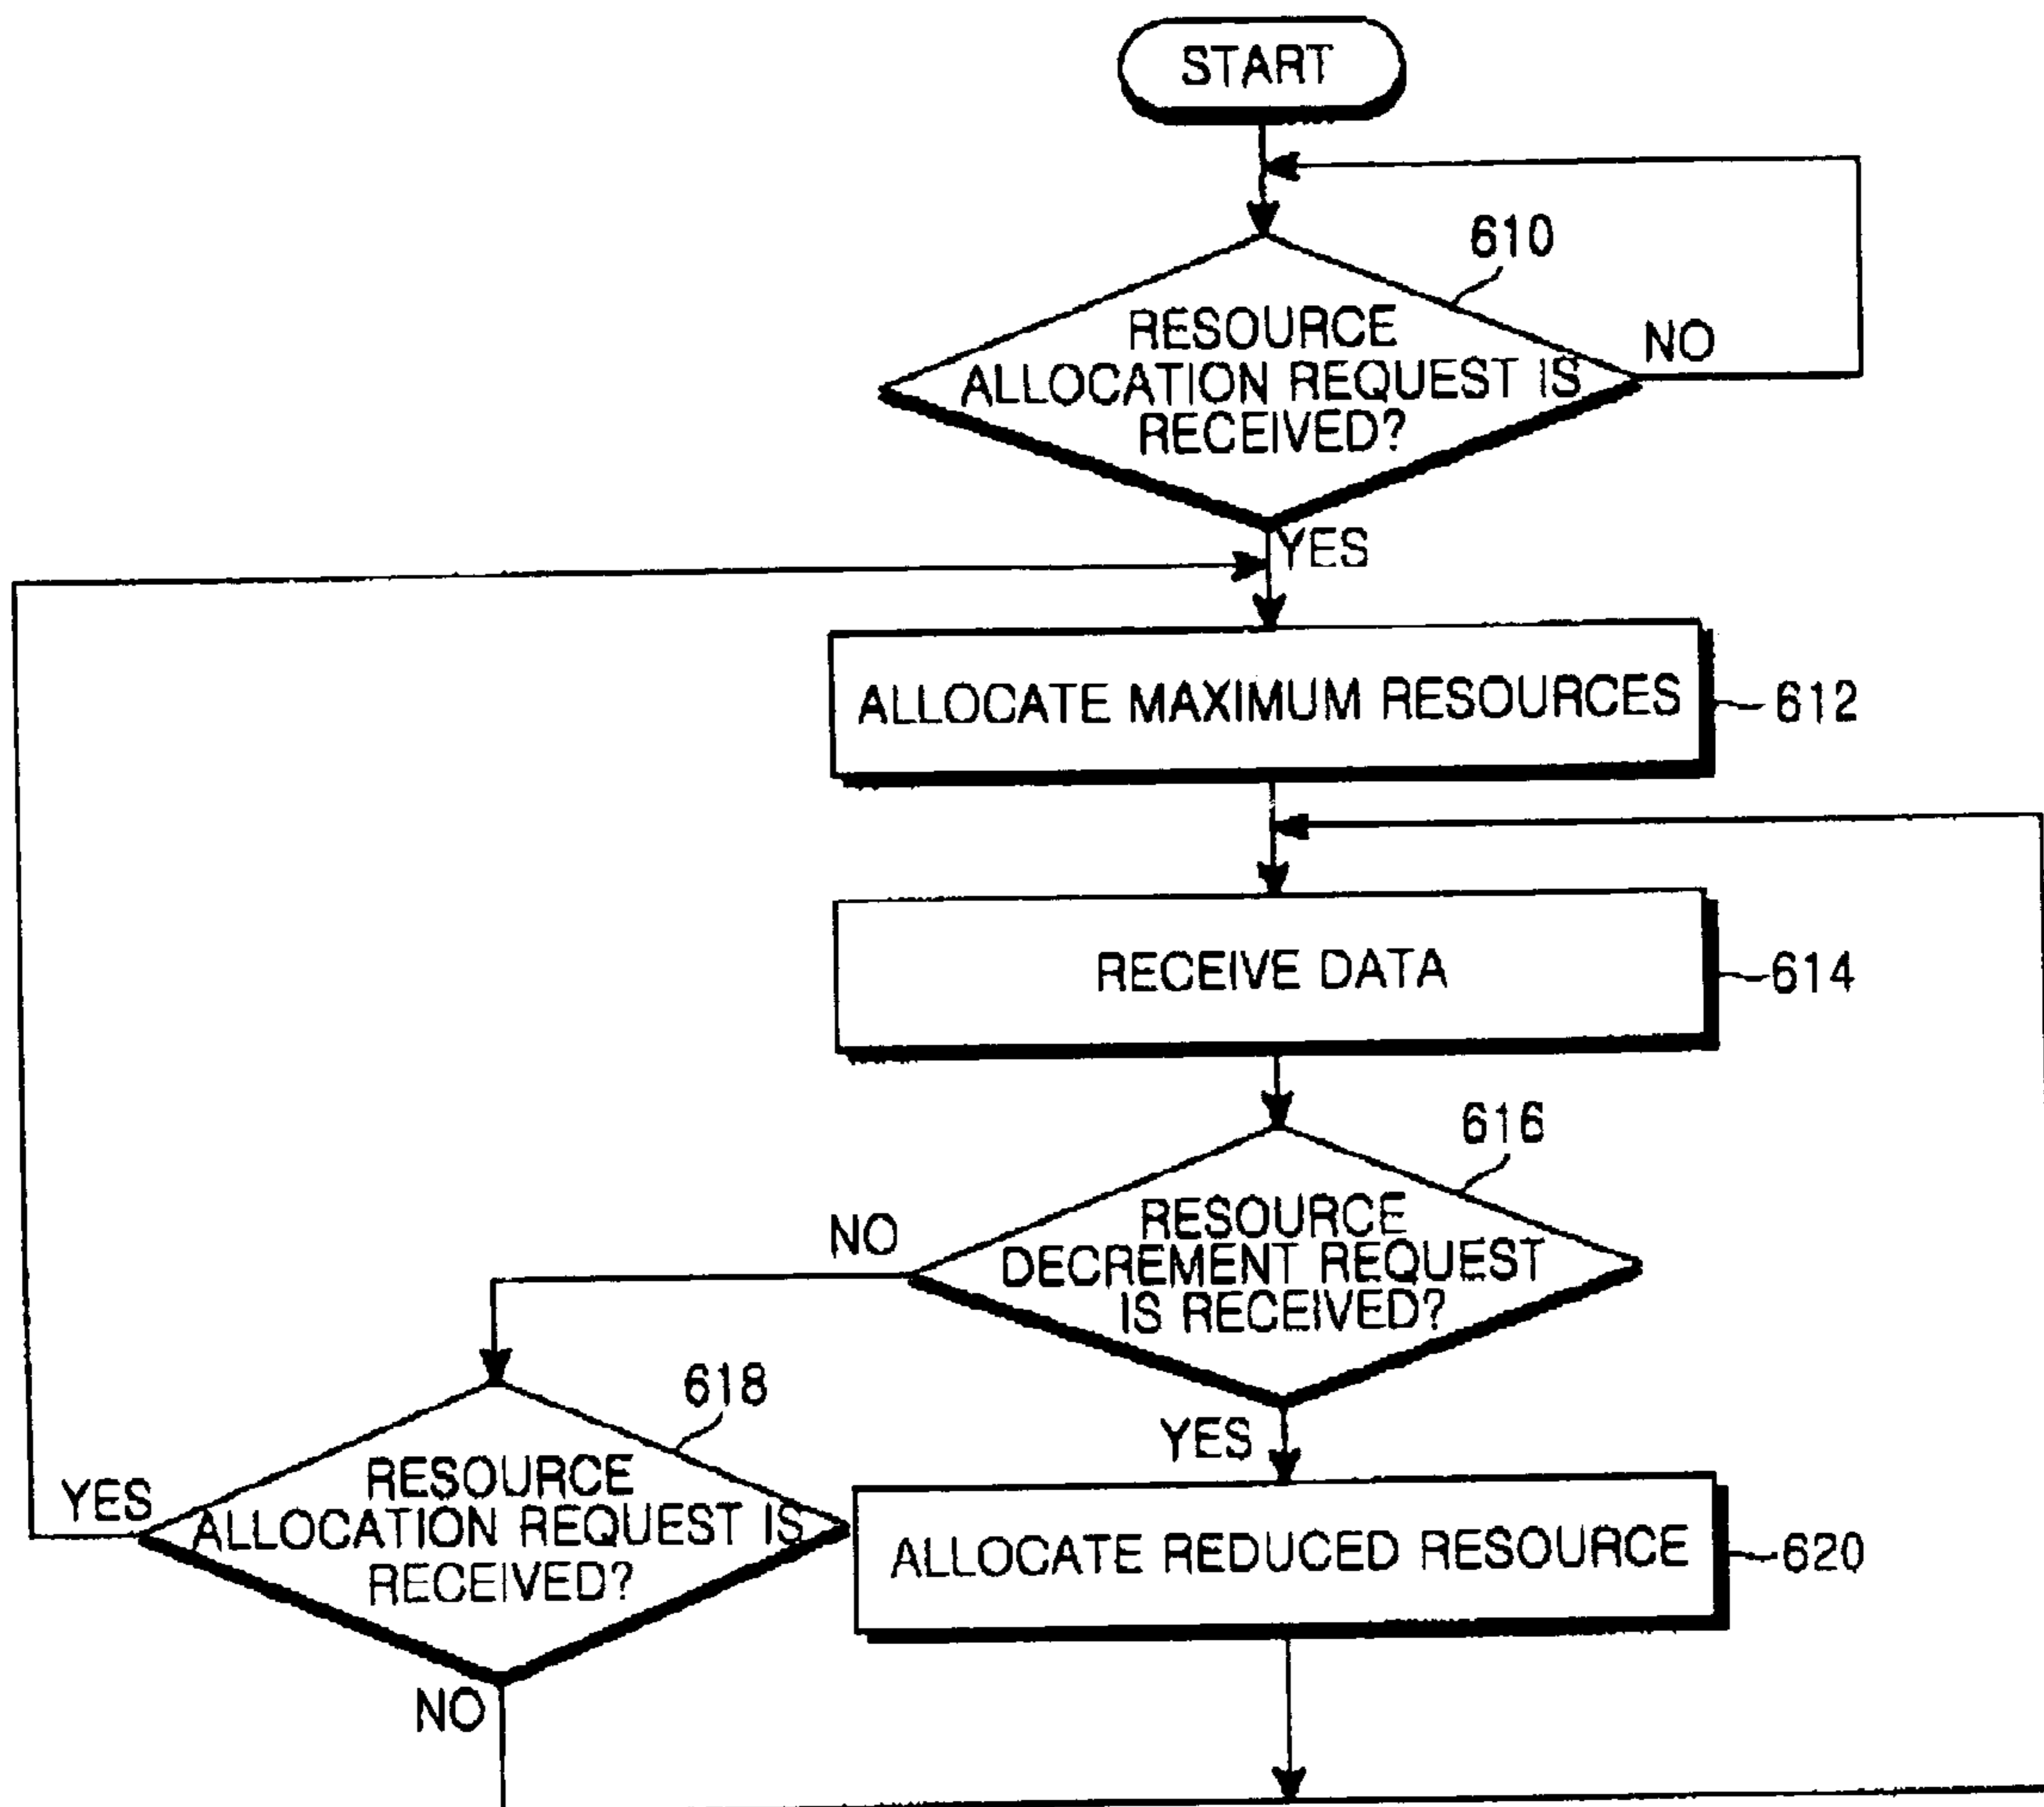 START
610
RESOURCE
ALLOCATION REQUEST IS
RECEIVED?
NO
YES
ALLOCATE MAXIMUM RESOURCES
612
RECEIVE DATA
614
616
RESOURCE
DECREMENT REQUEST
IS RECEIVED?
NO
YES
618
RESOURCE
ALLOCATION REQUEST IS
RECEIVED?
YES
NO
ALLOCATE REDUCED RESOURCE
620